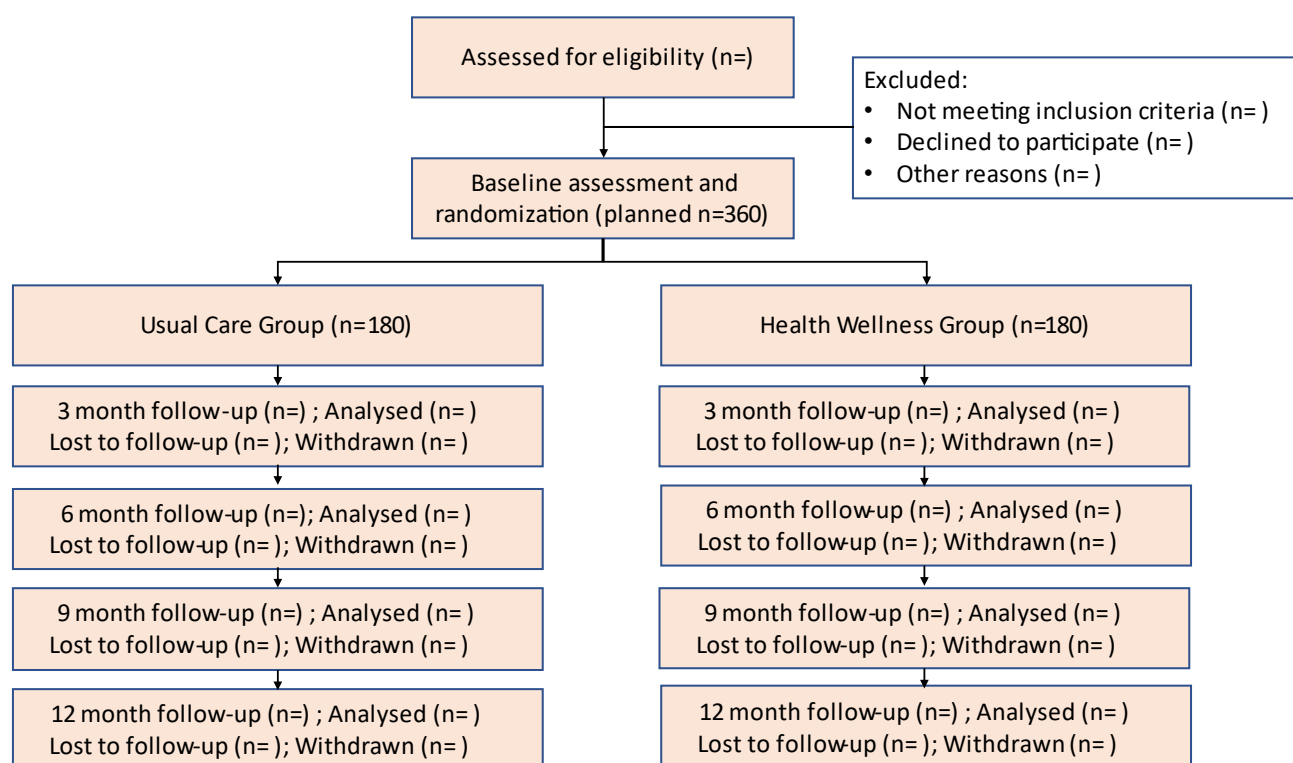 Assessed for eligibility (n=)
Excluded:
• Not meeting inclusion criteria (n= )
• Declined to participate (n= )
• Other reasons (n= )
Baseline assessment and
randomization (planned n=360)
Usual Care Group (n=180)
3 month follow-up (n=) ; Analysed (n= )
Lost to follow-up (n= ); Withdrawn (n= )
6 month follow-up (n=); Analysed (n= )
Lost to follow-up (n= ); Withdrawn (n= )
9 month follow-up (n=) ; Analysed (n= )
Lost to follow-up (n= ); Withdrawn (n= )
12 month follow-up (n=) ; Analysed (n= )
Lost to follow-up (n= ); Withdrawn (n= )
Health Wellness Group (n=180)
3 month follow-up (n=) ; Analysed (n= )
Lost to follow-up (n= ); Withdrawn (n= )
6 month follow-up (n=) ; Analysed (n= )
Lost to follow-up (n= ); Withdrawn (n= )
9 month follow-up (n=) ; Analysed (n= )
Lost to follow-up (n= ); Withdrawn (n= )
12 month follow-up (n=) ; Analysed (n= )
Lost to follow-up (n= ); Withdrawn (n= )